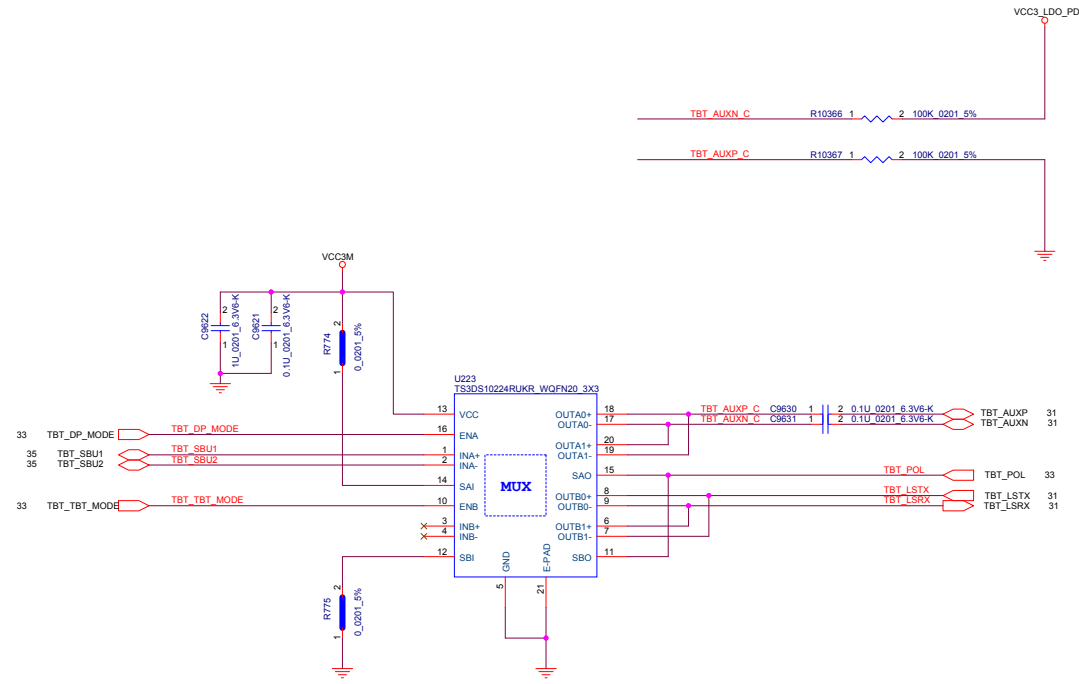 VCC3_LDO_PD
TBT_AUXN_C R10366 1 2 100K_0201_5%
TBT_AUXP_C R10367 1 2 100K_0201_5%
VCC3M
C9622 2 1 1U_0201_6.3V6-K
C9621 2 1 0.1U_0201_6.3V6-K
R774 2 1 0_0201_5%
U223
TS3DS10224RUKR_WQFN20_3X3
13 VCC
33 TBT_DP_MODE TBT_DP_MODE 16 ENA
35 TBT_SBU1 TBT_SBU1 1 INA+
35 TBT_SBU2 TBT_SBU2 2 INA-
14 SAI
33 TBT_TBT_MODE TBT_TBT_MODE 10 ENB
3 INB+
4 INB-
12 SBI
MUX
GND 5
E-PAD 21
OUTA0+ 18 TBT_AUXP_C C9630 1 2 0.1U_0201_6.3V6-K TBT_AUXP 31
OUTA0- 17 TBT_AUXN_C C9631 1 2 0.1U_0201_6.3V6-K TBT_AUXN 31
OUTA1+ 20
OUTA1- 19
SAO 15 TBT_POL TBT_POL 33
OUTB0+ 8 TBT_LSTX TBT_LSTX 31
OUTB0- 9 TBT_LSRX TBT_LSRX 31
OUTB1+ 6
OUTB1- 7
SBO 11
R775 2 1 0_0201_5%